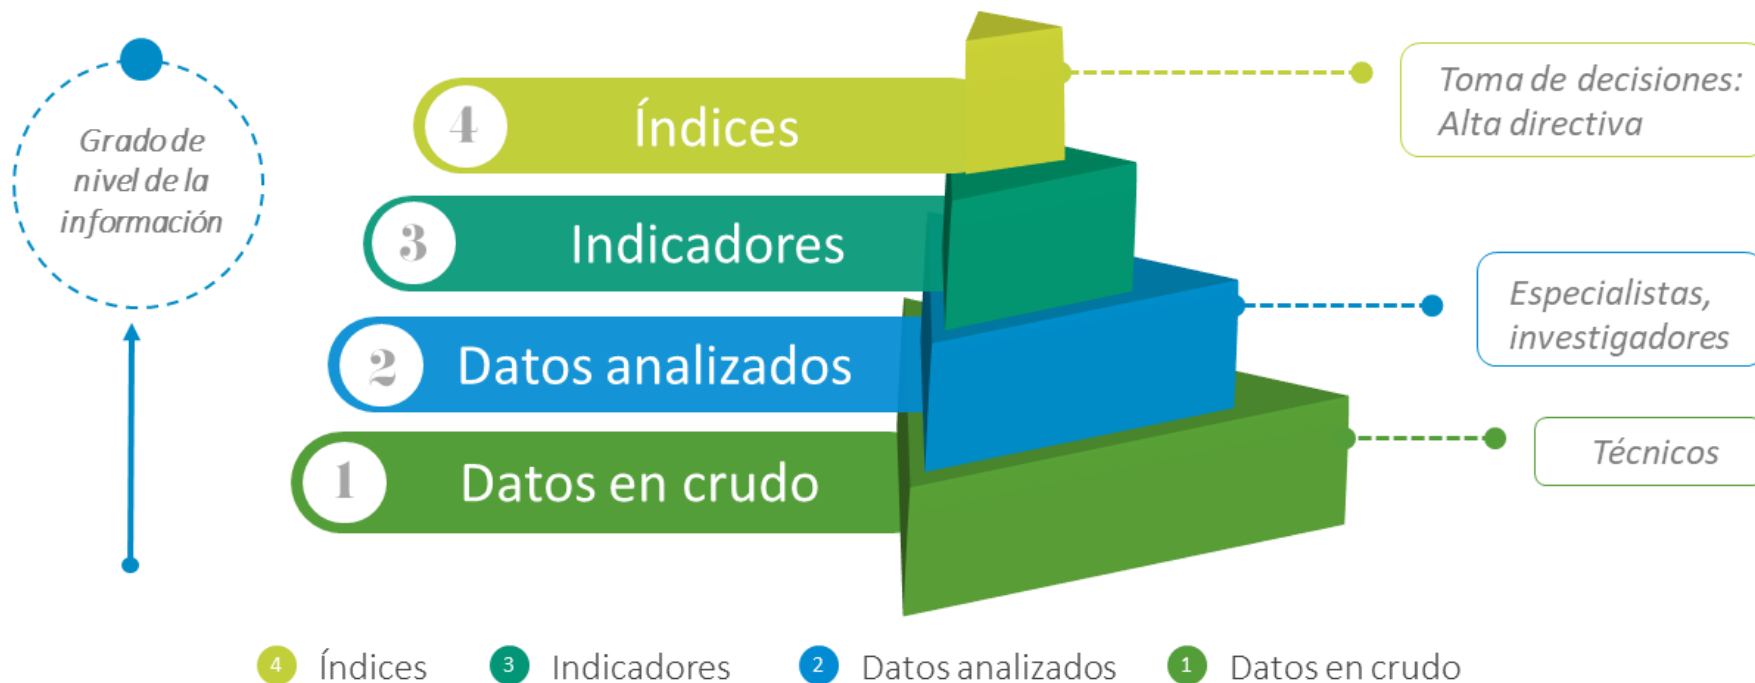 Grado de
nivel de la
información
4 Índices
3 Indicadores
2 Datos analizados
1 Datos en crudo
Toma de decisiones:
Alta directiva
Especialistas,
investigadores
Técnicos
4 Índices 3 Indicadores 2 Datos analizados 1 Datos en crudo